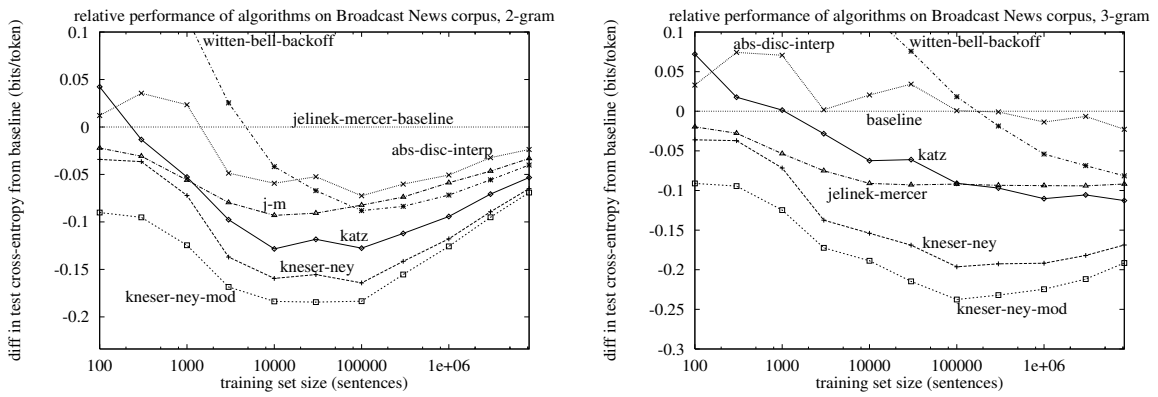 relative performance of algorithms on Broadcast News corpus, 2-gram
diff in test cross-entropy from baseline (bits/token)
0.1
0.05
0
-0.05
-0.1
-0.15
-0.2
witten-bell-backoff
jelinek-mercer-baseline
abs-disc-interp
j-m
katz
kneser-ney
kneser-ney-mod
100 1000 10000 100000 1e+06
training set size (sentences)
relative performance of algorithms on Broadcast News corpus, 3-gram
diff in test cross-entropy from baseline (bits/token)
0.1
0.05
0
-0.05
-0.1
-0.15
-0.2
-0.25
-0.3
abs-disc-interp
witten-bell-backoff
baseline
katz
jelinek-mercer
kneser-ney
kneser-ney-mod
100 1000 10000 100000 1e+06
training set size (sentences)